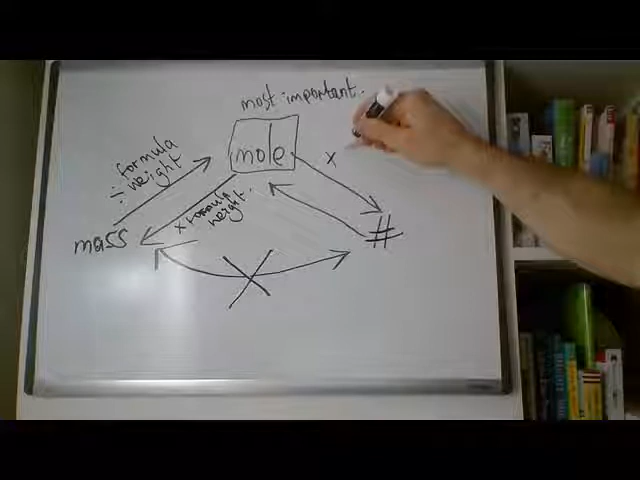 most important.
÷ formula
weight
mole
x
x formula
weight.
mass
#